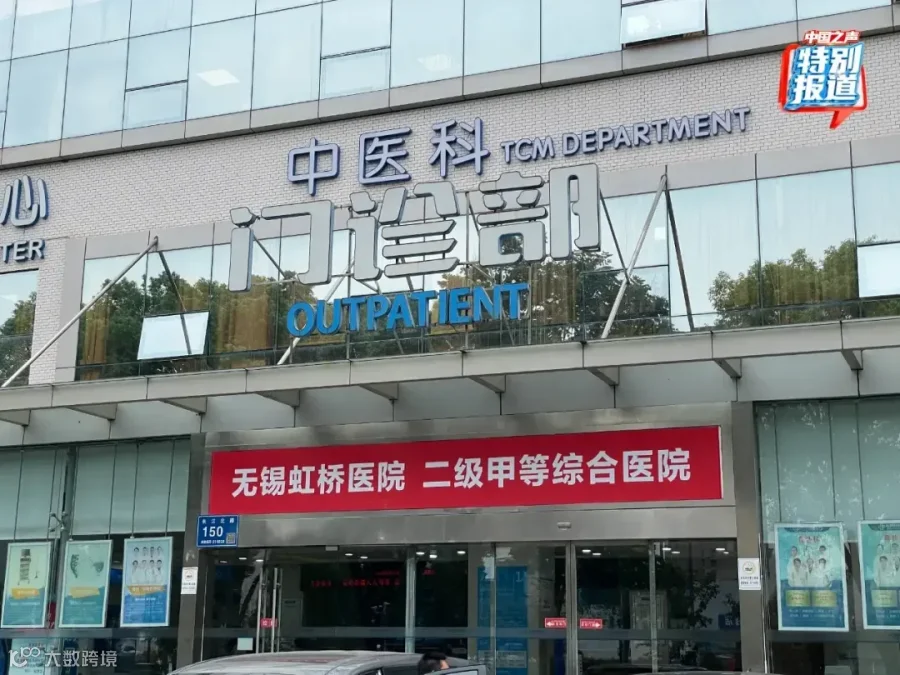 中国之声
特别
报道
中医科 TCM DEPARTMENT
心
TER
门诊部
OUTPATIENT
无锡虹桥医院 二级甲等综合医院
150
大数跨境